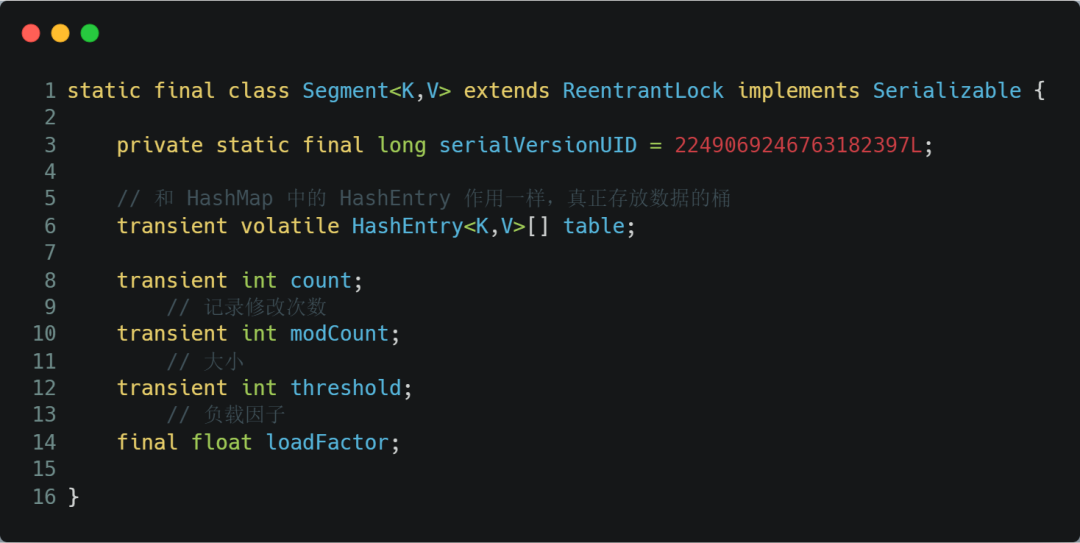 1 static final class Segment<K,V> extends ReentrantLock implements Serializable {
2
3     private static final long serialVersionUID = 2249069246763182397L;
4
5     // 和 HashMap 中的 HashEntry 作用一样，真正存放数据的桶
6     transient volatile HashEntry<K,V>[] table;
7
8     transient int count;
9         // 记录修改次数
10     transient int modCount;
11         // 大小
12     transient int threshold;
13         // 负载因子
14     final float loadFactor;
15
16 }